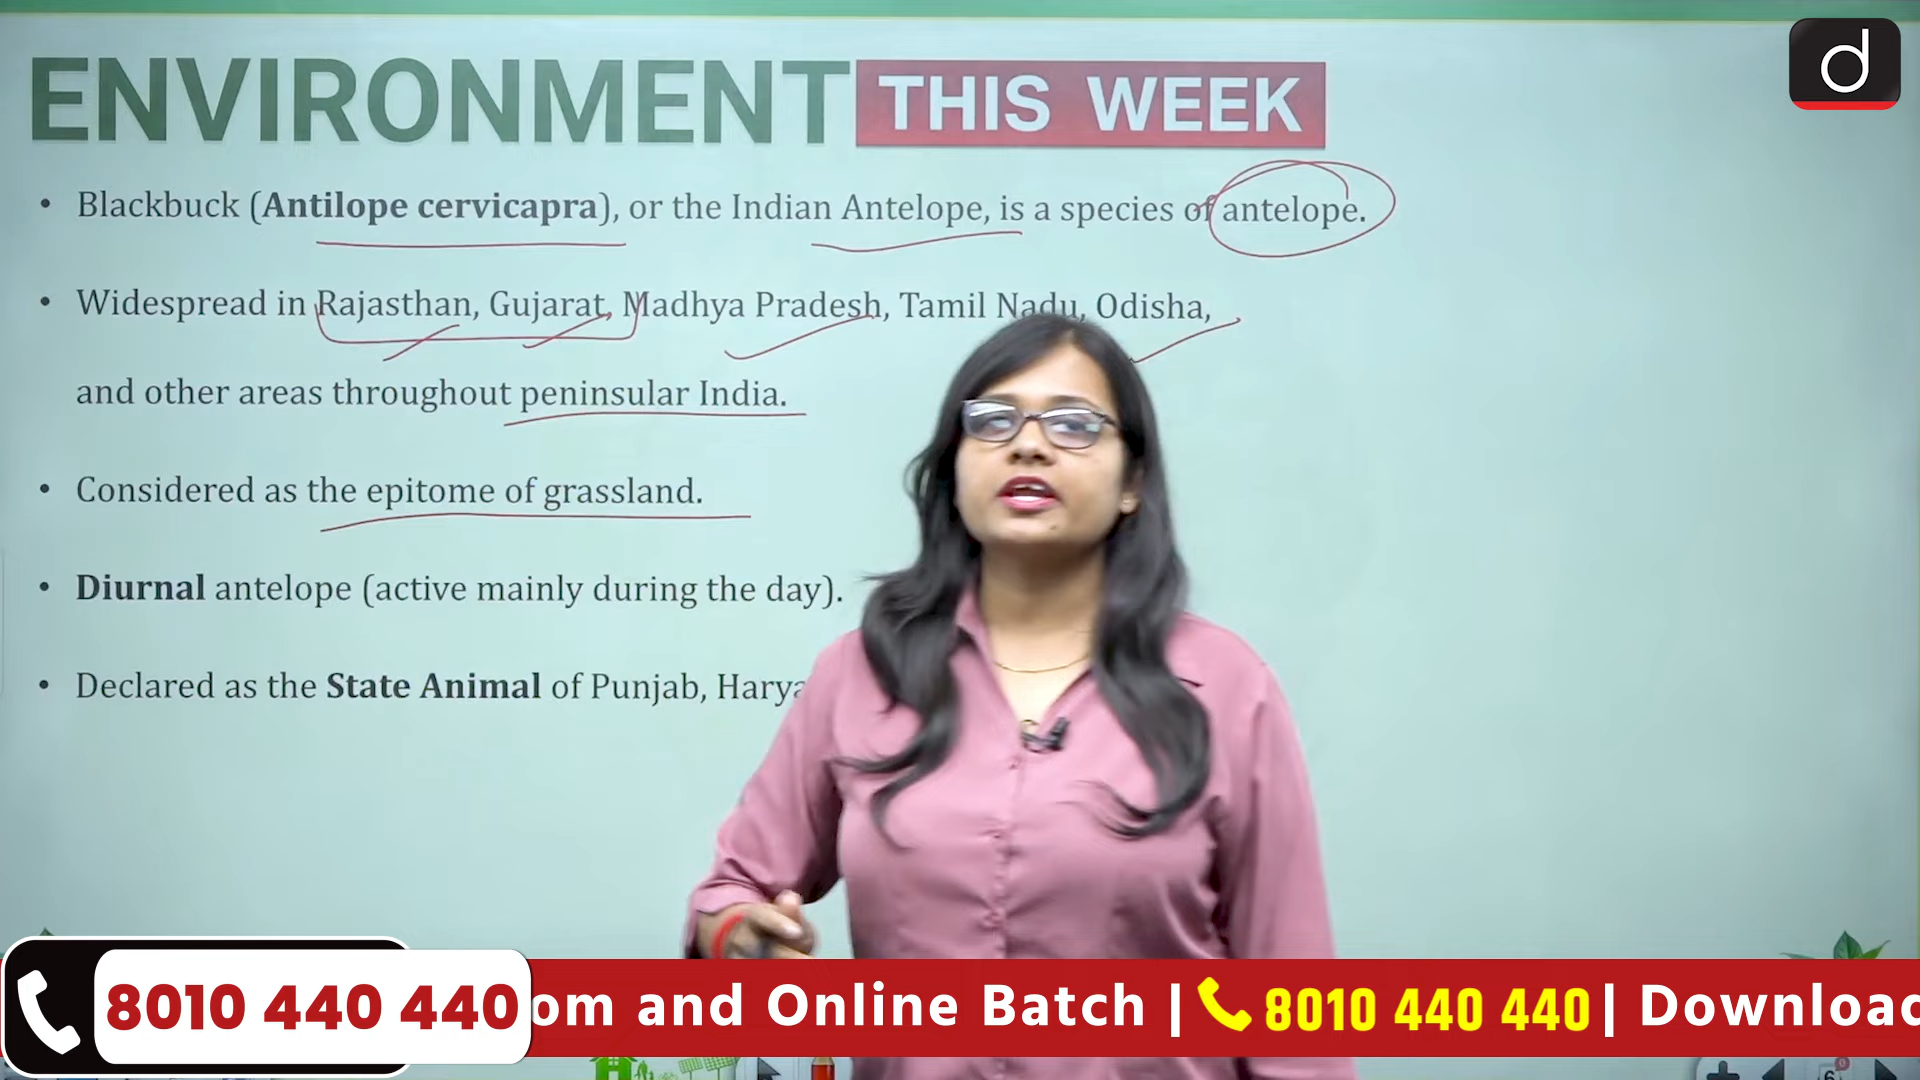 ENVIRONMENT THIS WEEK
d
• Blackbuck (Antilope cervicapra), or the Indian Antelope, is a species of antelope.
• Widespread in Rajasthan, Gujarat, Madhya Pradesh, Tamil Nadu, Odisha,
and other areas throughout peninsular India.
• Considered as the epitome of grassland.
• Diurnal antelope (active mainly during the day).
• Declared as the State Animal of Punjab,
8010 440 440 om and Online Batch | 8010 440 440 | Download